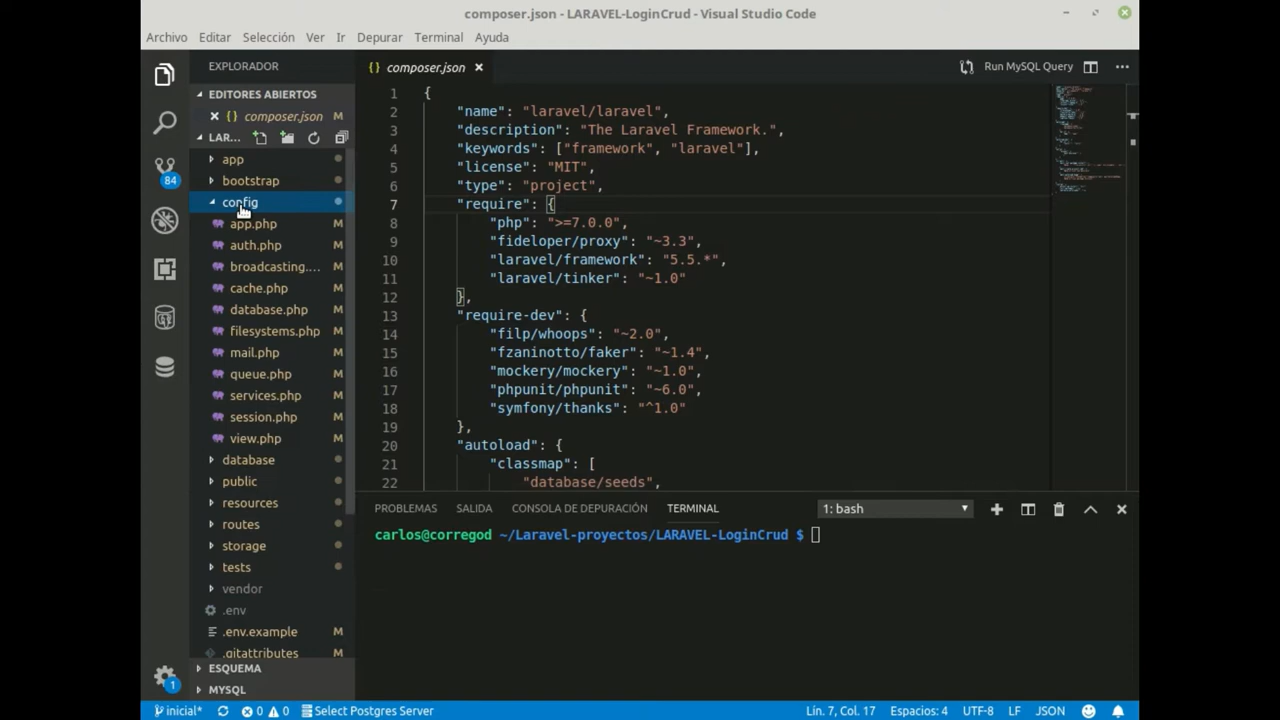 composer.json - LARAVEL-LoginCrud - Visual Studio Code
Archivo Editar Selección Ver Ir Depurar Terminal Ayuda
EXPLORADOR
EDITORES ABIERTOS
{ } composer.json M
LAR...
app
bootstrap
config
app.php M
auth.php M
broadcasting.... M
cache.php M
database.php M
filesystems.php M
mail.php M
queue.php M
services.php M
session.php M
view.php M
database
public
resources
routes
storage
tests
vendor
.env
.env.example M
.gitattributes M
ESQUEMA
MYSQL
84
1
{ } composer.json
Run MySQL Query
1 {
2 "name": "laravel/laravel",
3 "description": "The Laravel Framework.",
4 "keywords": ["framework", "laravel"],
5 "license": "MIT",
6 "type": "project",
7 "require": {
8 "php": ">=7.0.0",
9 "fideloper/proxy": "~3.3",
10 "laravel/framework": "5.5.*",
11 "laravel/tinker": "~1.0"
12 },
13 "require-dev": {
14 "filp/whoops": "~2.0",
15 "fzaninotto/faker": "~1.4",
16 "mockery/mockery": "~1.0",
17 "phpunit/phpunit": "~6.0",
18 "symfony/thanks": "^1.0"
19 },
20 "autoload": {
21 "classmap": [
22 "database/seeds",
PROBLEMAS SALIDA CONSOLA DE DEPURACIÓN TERMINAL 1: bash
carlos@corregod ~/Laravel-proyectos/LARAVEL-LoginCrud $
inicial* 0 0 Select Postgres Server Lín. 7, Col. 17 Espacios: 4 UTF-8 LF JSON